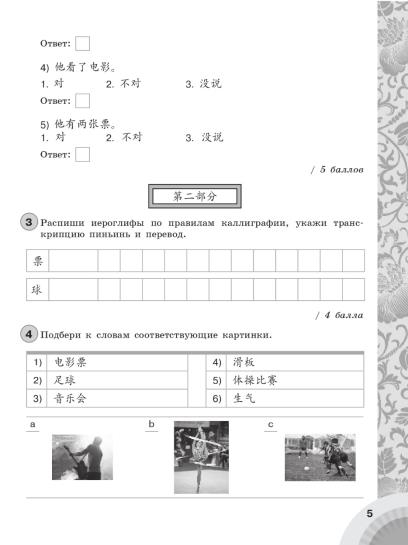 Ответ:
4) 他看了电影。
1. 对 2. 不对 3. 没说
Ответ:
5) 他有两张票。
1. 对 2. 不对 3. 没说
Ответ:
/ 5 баллов
第二部分
3 Распиши иероглифы по правилам каллиграфии, укажи транс-
крипцию пиньинь и перевод.
票
球
/ 4 балла
4 Подбери к словам соответствующие картинки.
1) 电影票 4) 滑板
2) 足球 5) 体操比赛
3) 音乐会 6) 生气
a b c
5